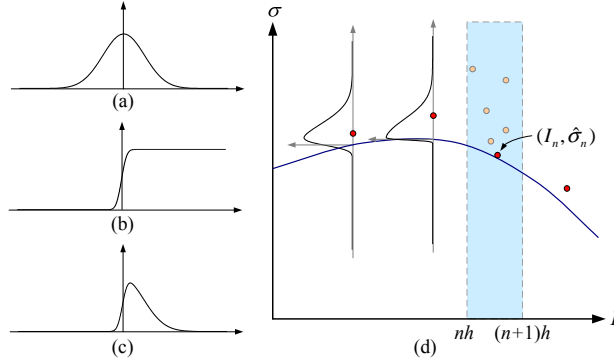 (a)
(b)
(c)
σ
(I_n, σ̂_n)
I
nh
(n+1)h
(d)